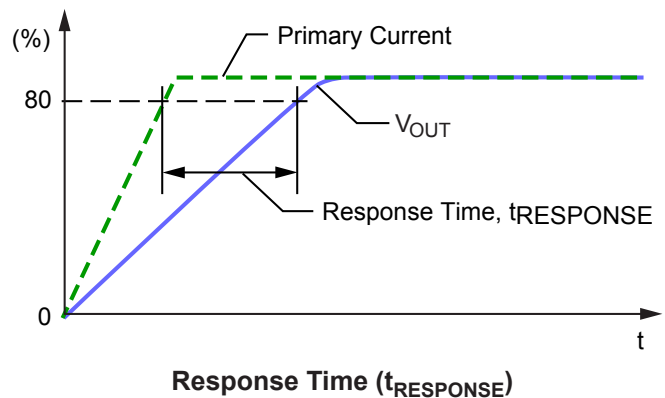 (%)
Primary Current
80
VOUT
Response Time, tRESPONSE
0
t
Response Time (tRESPONSE)